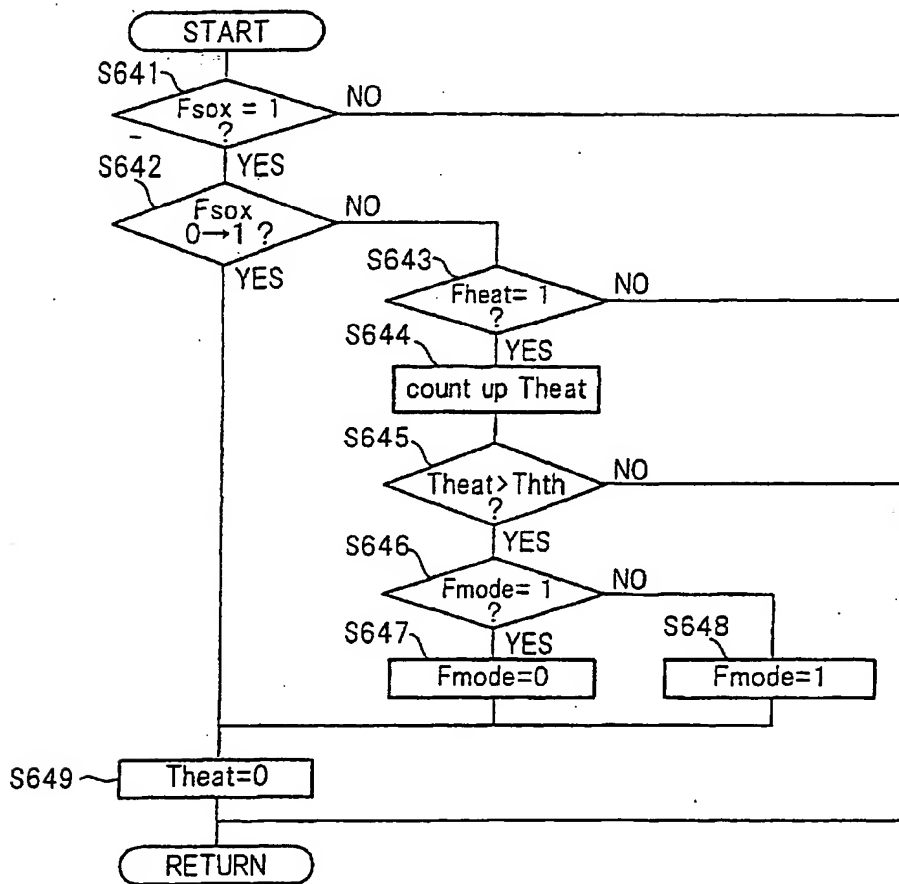 START
S641
Fsox = 1
?
NO
YES
S642
Fsox
0→1 ?
NO
YES
S643
Fheat= 1
?
NO
YES
S644
count up Theat
S645
Theat>Thth
?
NO
YES
S646
Fmode= 1
?
NO
YES
S647
Fmode=0
S648
Fmode=1
S649
Theat=0
RETURN